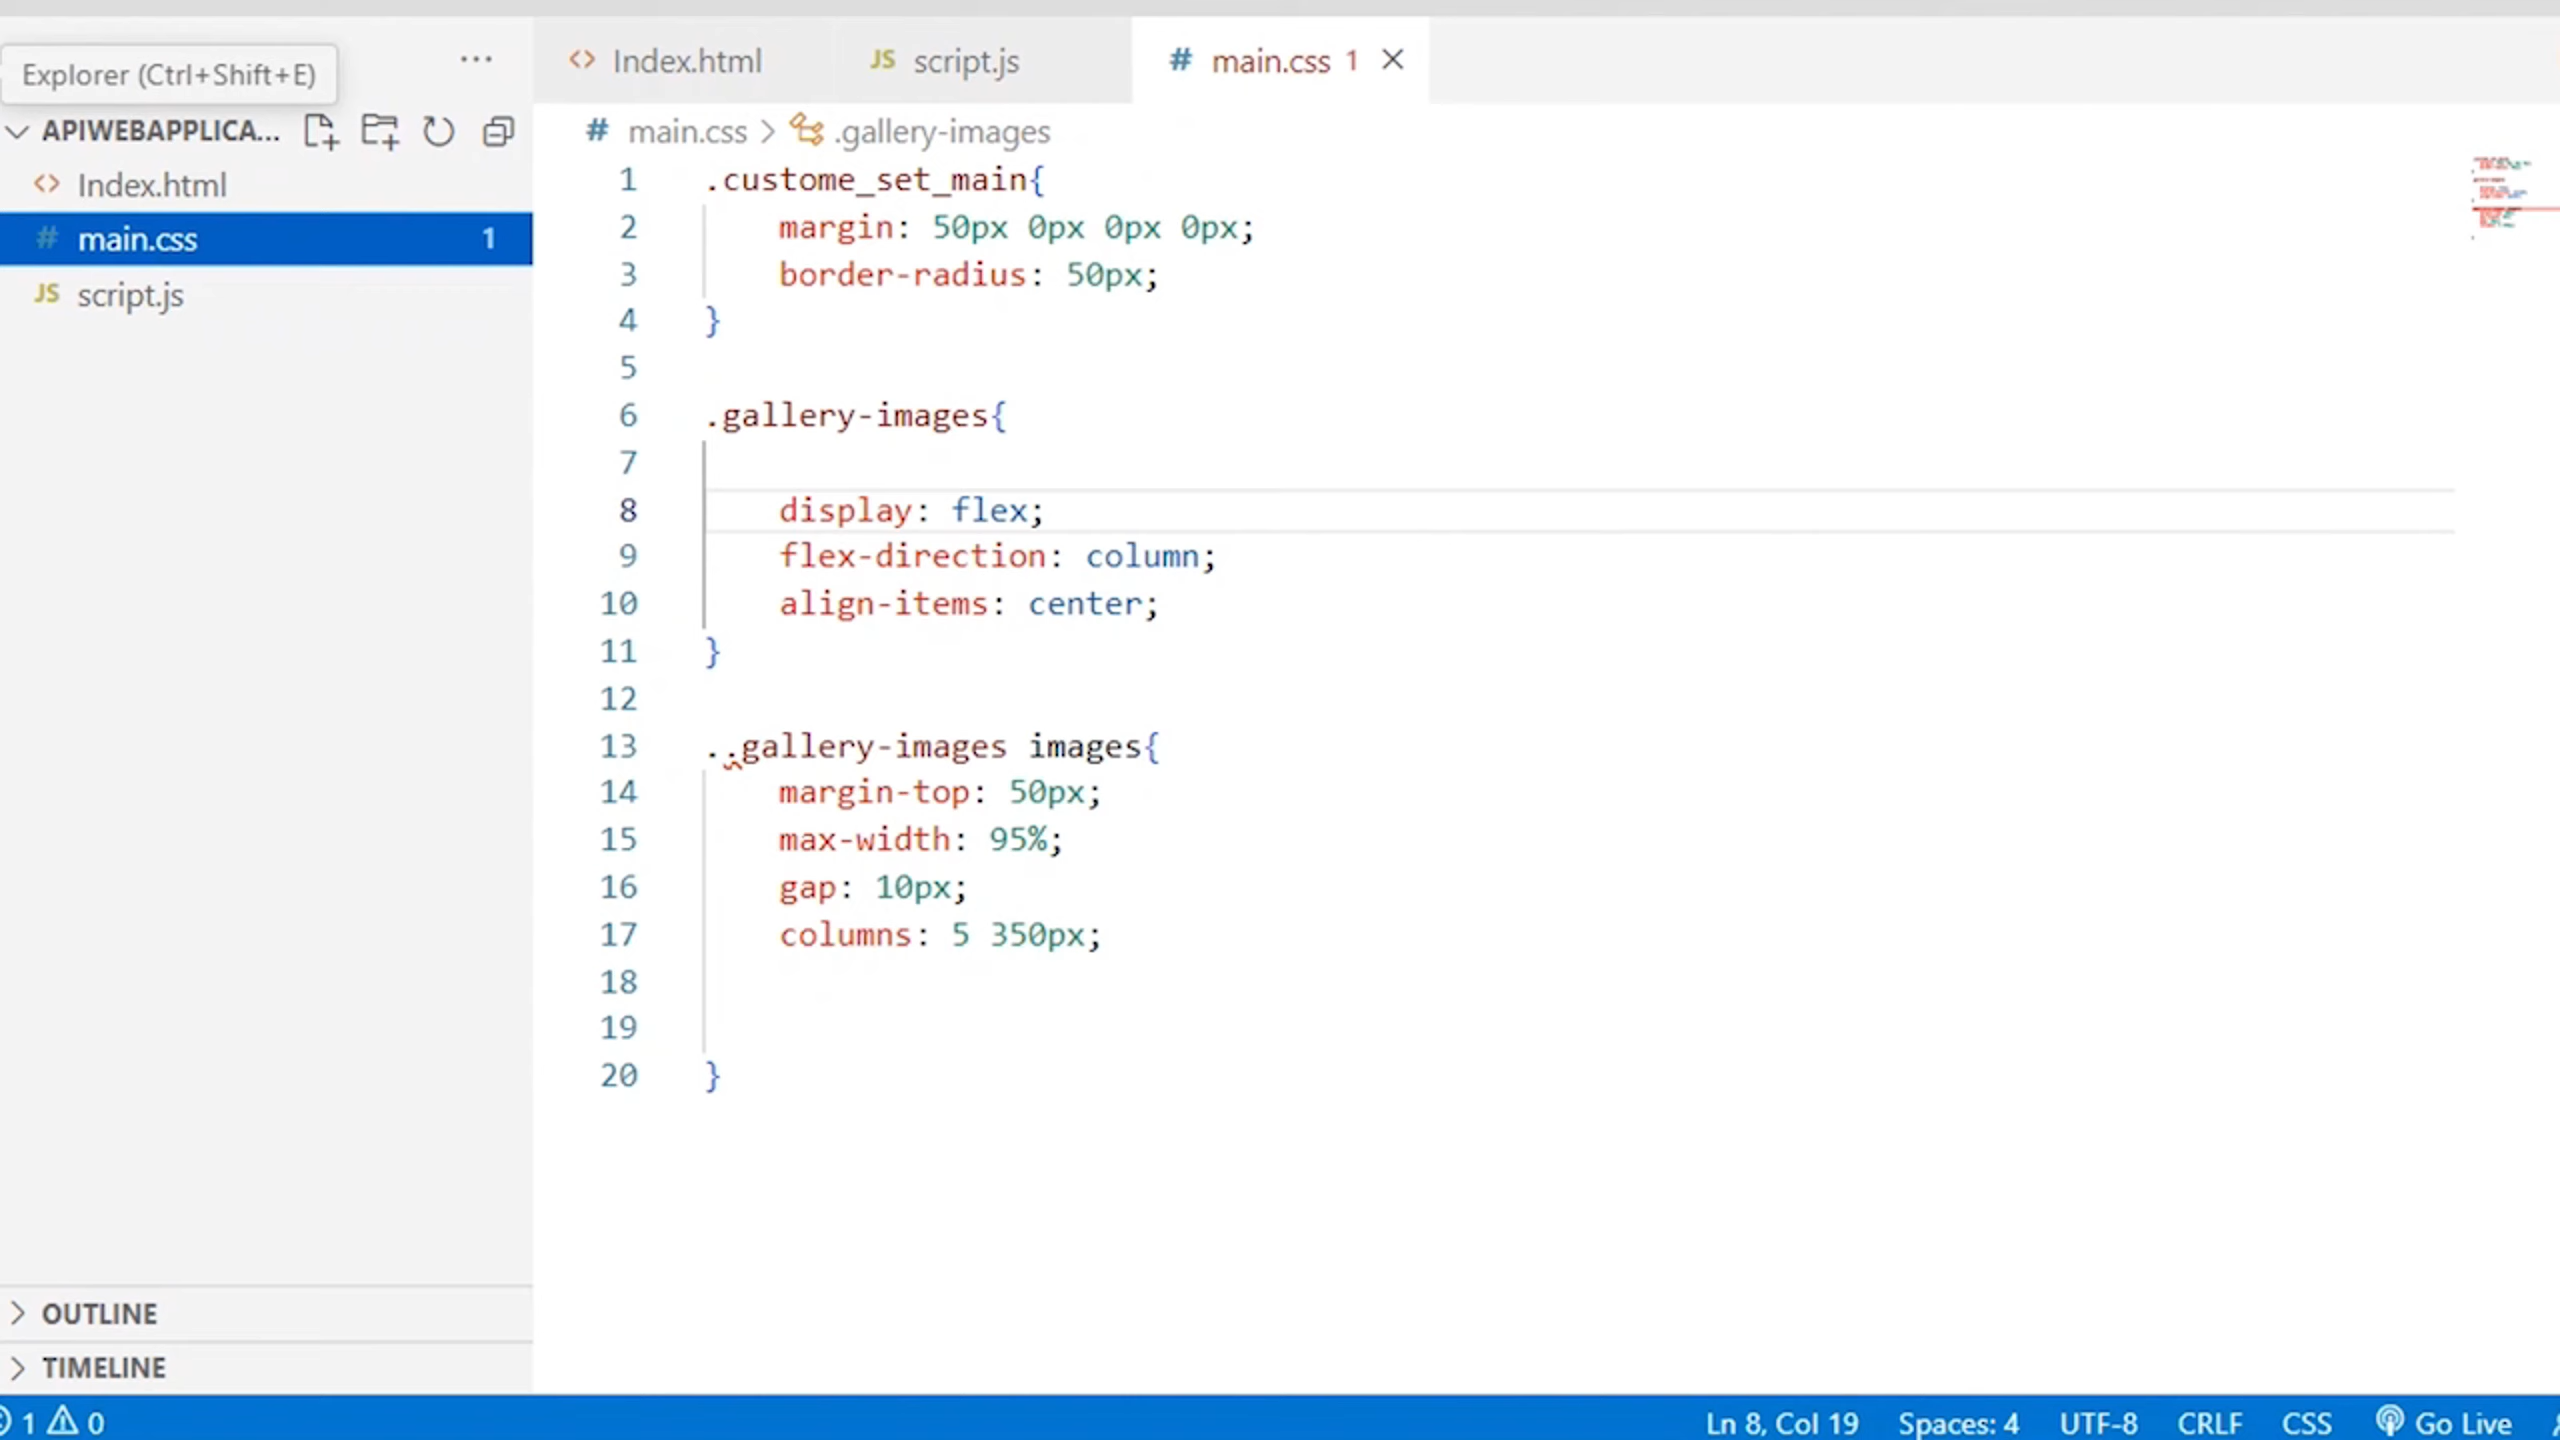 Explorer (Ctrl+Shift+E)
...
Index.html
JS script.js
# main.css 1
APIWEBAPPLICA...
Index.html
# main.css 1
JS script.js
# main.css > .gallery-images
1 .custome_set_main{
2 margin: 50px 0px 0px 0px;
3 border-radius: 50px;
4 }
5
6 .gallery-images{
7
8 display: flex;
9 flex-direction: column;
10 align-items: center;
11 }
12
13 ..gallery-images images{
14 margin-top: 50px;
15 max-width: 95%;
16 gap: 10px;
17 columns: 5 350px;
18
19
20 }
OUTLINE
TIMELINE
1 0
Ln 8, Col 19 Spaces: 4 UTF-8 CRLF CSS Go Live